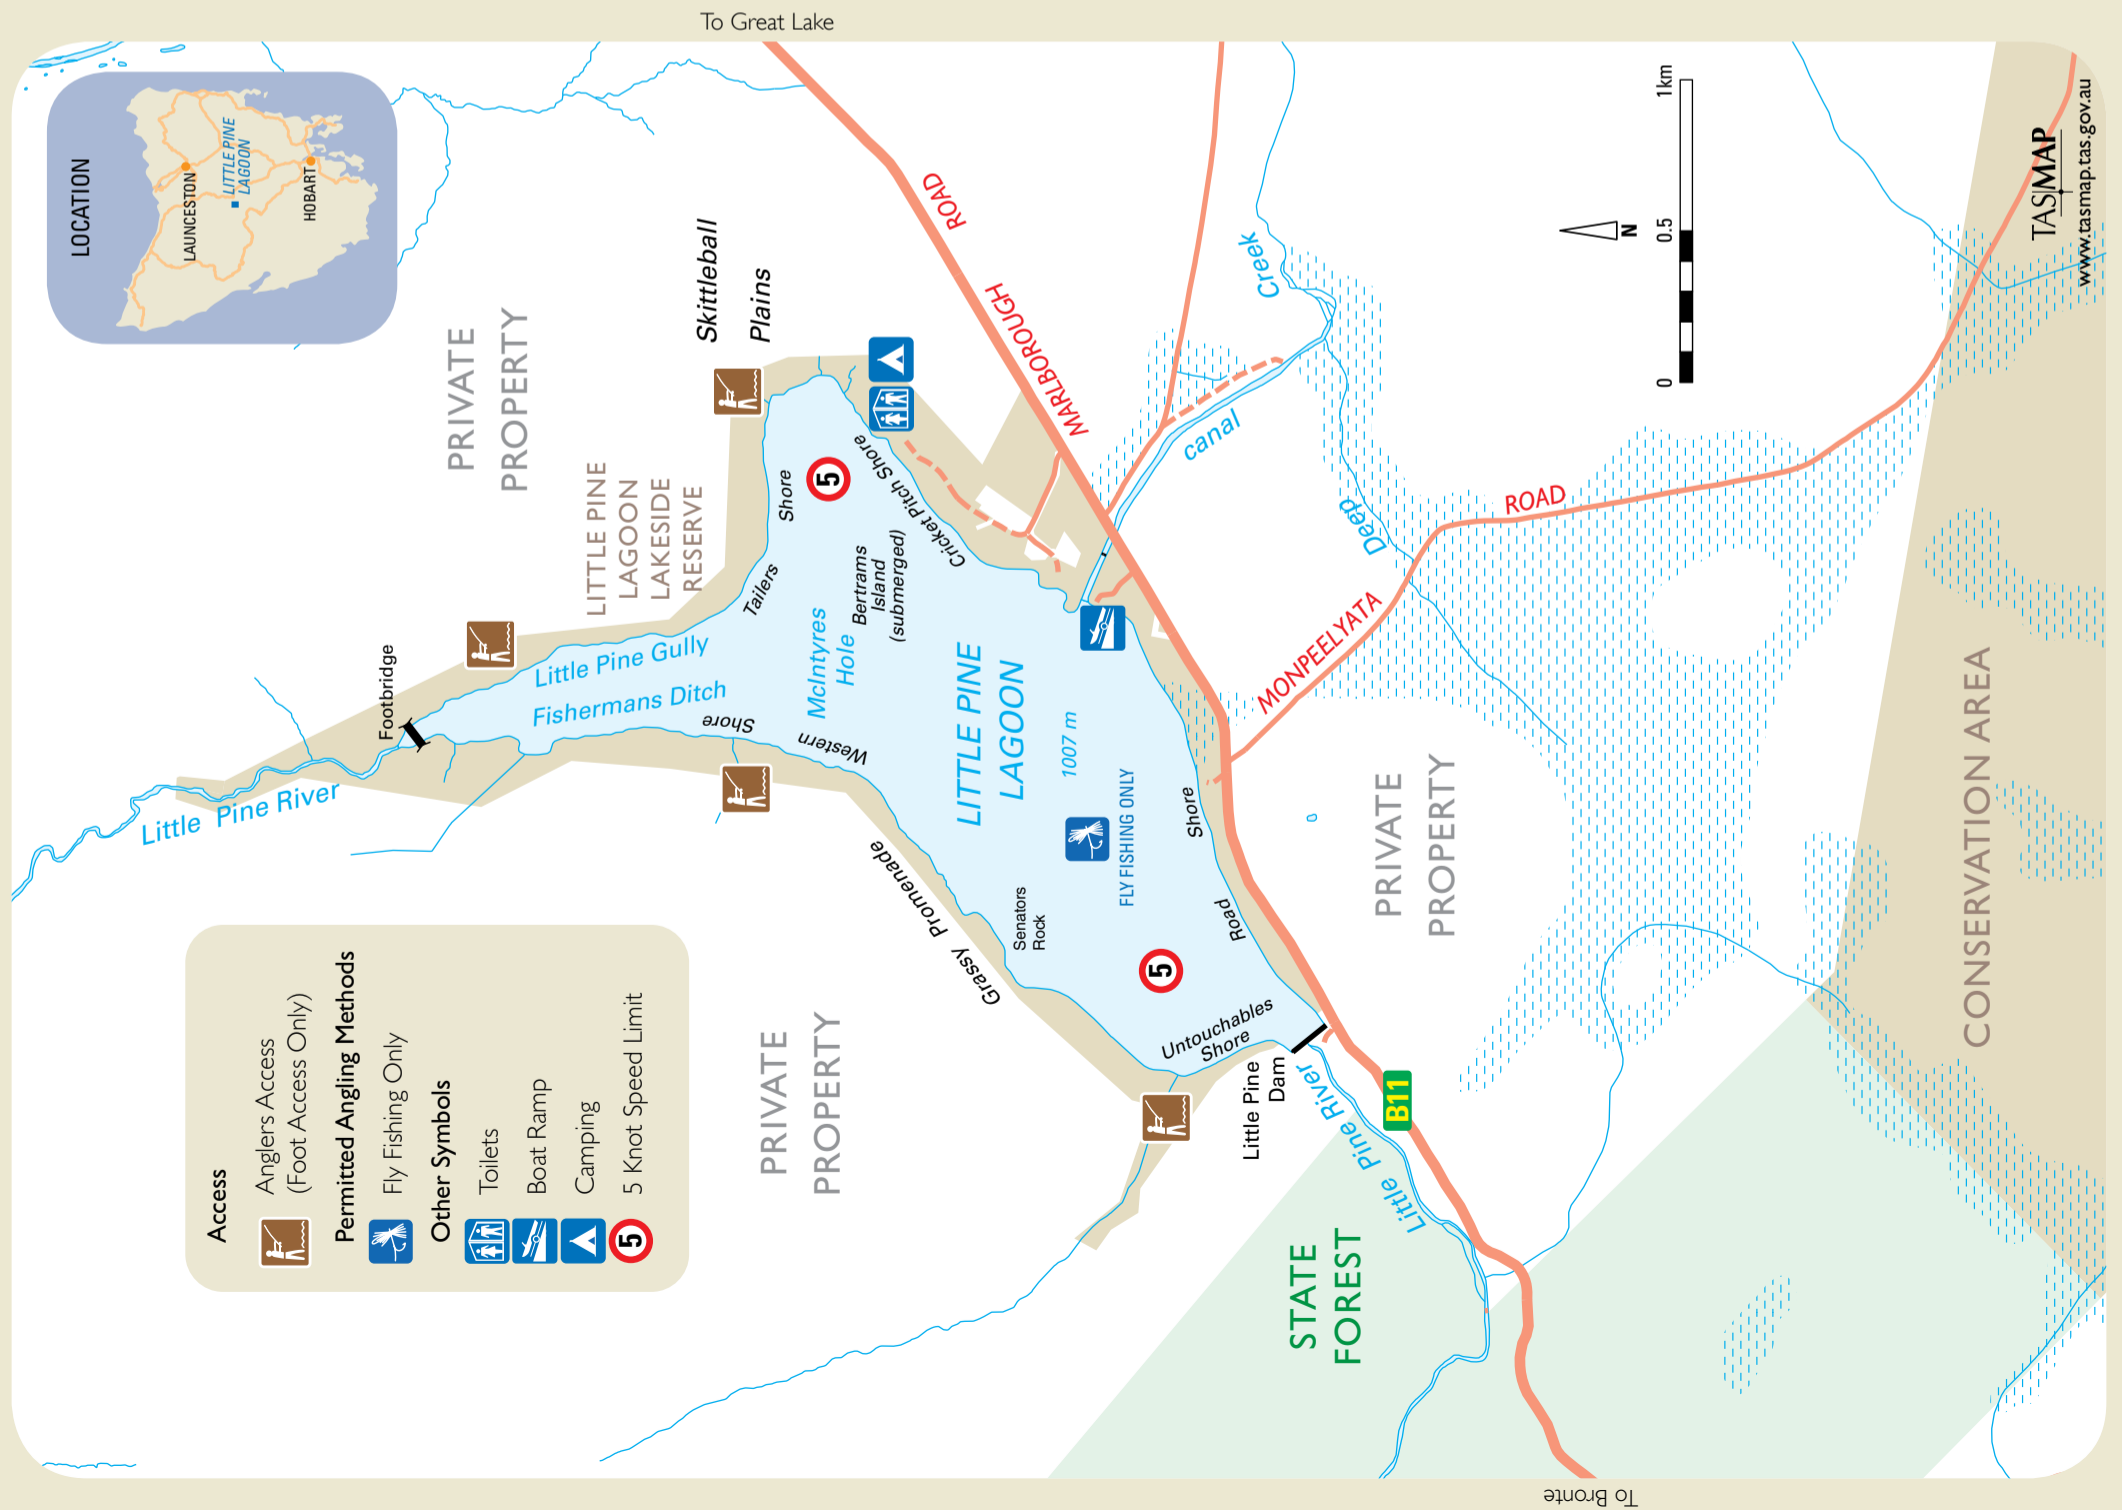 To Great Lake
LOCATION
LAUNCESTON
LITTLE PINE
LAGOON
HOBART
Access
Anglers Access
(Foot Access Only)
Permitted Angling Methods
Fly Fishing Only
Other Symbols
Toilets
Boat Ramp
Camping
5
5 Knot Speed Limit
PRIVATE
PROPERTY
LITTLE PINE
LAGOON
LAKESIDE
RESERVE
Skittleball
Plains
Footbridge
Little Pine River
Little Pine Gully
Fishermans Ditch
Western Shore
Tailers Shore
McIntyres
Hole
Bertrams
Island
(submerged)
Cricket Pitch Shore
5
LITTLE PINE
LAGOON
1007 m
FLY FISHING ONLY
Senators
Rock
Grassy Promenade
5
Untouchables
Shore
Road Shore
Little Pine
Dam
Little Pine River
B11
MARLBOROUGH ROAD
canal
Deep Creek
MONPEELYATA ROAD
PRIVATE
PROPERTY
PRIVATE
PROPERTY
STATE
FOREST
CONSERVATION AREA
N
0 0.5 1km
TASMAP
www.tasmap.tas.gov.au
To Bronte